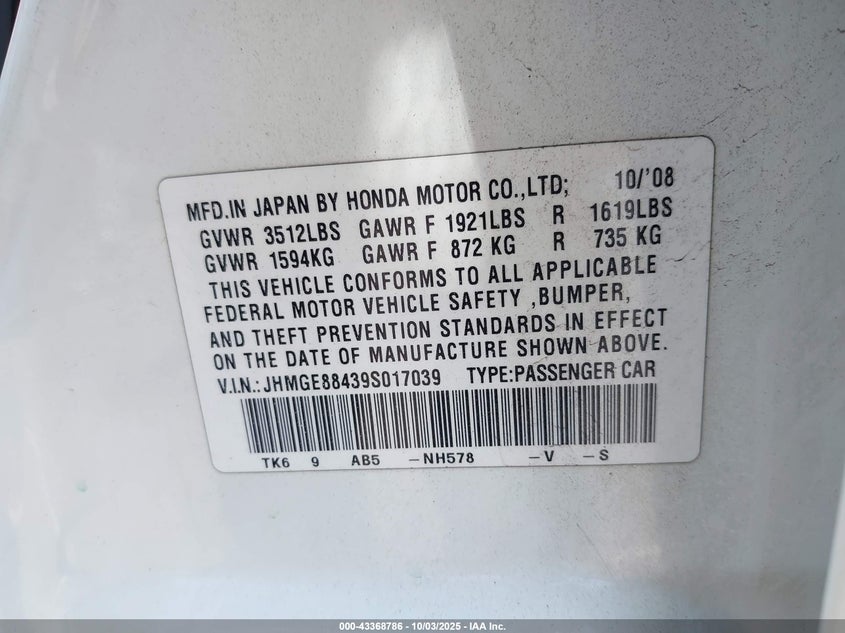 MFD.IN JAPAN BY HONDA MOTOR CO.,LTD; 10/'08
GVWR 3512LBS GAWR F 1921LBS R 1619LBS
GVWR 1594KG GAWR F 872 KG R 735 KG
THIS VEHICLE CONFORMS TO ALL APPLICABLE
FEDERAL MOTOR VEHICLE SAFETY ,BUMPER,
AND THEFT PREVENTION STANDARDS IN EFFECT
ON THE DATE OF MANUFACTURE SHOWN ABOVE.
V.I.N.:JHMGE88439S017039 TYPE:PASSENGER CAR
TK6 9 AB5 -NH578 -V -S
000-43368786 - 10/03/2025 - IAA Inc.